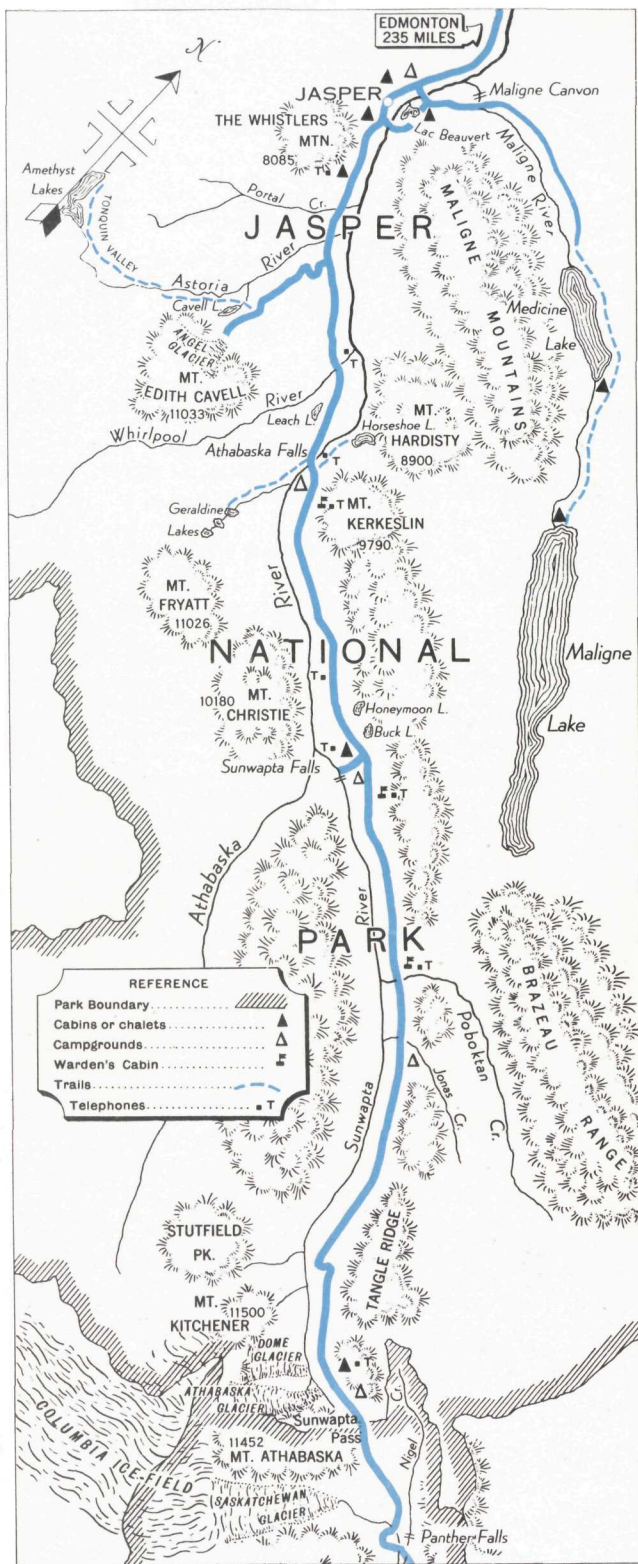 EDMONTON
235 MILES
N.
JASPER
Maligne Canyon
THE WHISTLERS
MTN.
8085
T
Lac Beauvert
Amethyst
Lakes
Portal Cr.
Maligne River
JASPER
TONQUIN VALLEY
MALIGNE
MOUNTAINS
Astoria River
Cavell L.
Medicine
Lake
ANGEL
GLACIER
MT.
EDITH CAVELL
11033
T
Whirlpool River
Leach L.
Horseshoe L.
MT.
HARDISTY
8900
Athabaska Falls
T
Geraldine
Lakes
T
MT.
KERKESLIN
9790
MT.
FRYATT
11026
River
NATIONAL
Maligne
Lake
10180
MT.
CHRISTIE
T
Honeymoon L.
Buck L.
Sunwapta Falls
T
T
Athabaska
River
PARK
T
BRAZEAU
RANGE
Poboktan
Cr.
REFERENCE
Park Boundary
Cabins or chalets
Campgrounds
Warden's Cabin
Trails
Telephones T
Jonas
Cr.
Sunwapta
STUTFIELD
PK.
TANGLE RIDGE
MT.
KITCHENER
11500
DOME
GLACIER
T
ATHABASKA
GLACIER
Sunwapta
Pass
Cr.
COLUMBIA ICE-FIELD
11452
MT. ATHABASKA
Nigel
SASKATCHEWAN
GLACIER
Panther Falls